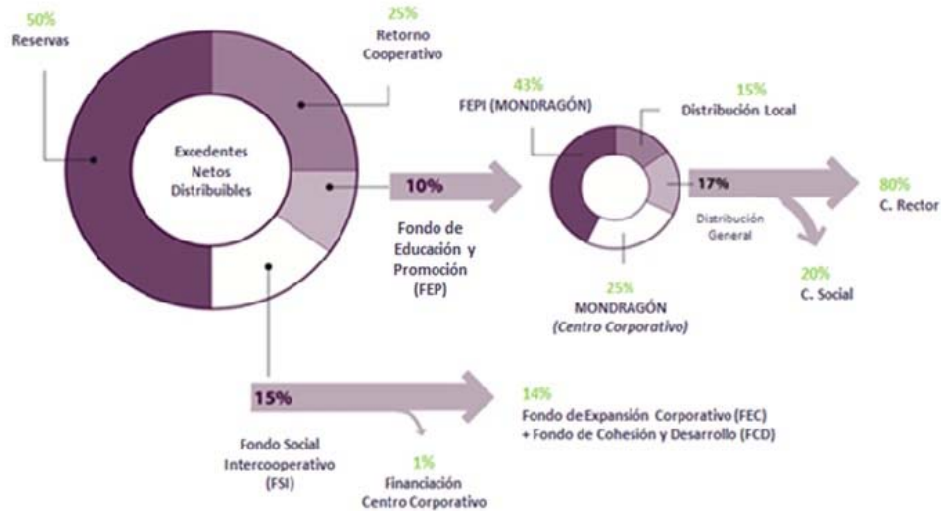 50%
Reservas
25%
Retorno
Cooperativo
Excedentes
Netos
Distribuibles
10%
Fondo de
Educación y
Promoción
(FEP)
43%
FEPI (MONDRAGÓN)
15%
Distribución Local
17%
Distribución
General
80%
C. Rector
20%
C. Social
25%
MONDRAGÓN
(Centro Corporativo)
15%
Fondo Social
Intercooperativo
(FSI)
1%
Financiación
Centro Corporativo
14%
Fondo de Expansión Corporativo (FEC)
+ Fondo de Cohesión y Desarrollo (FCD)